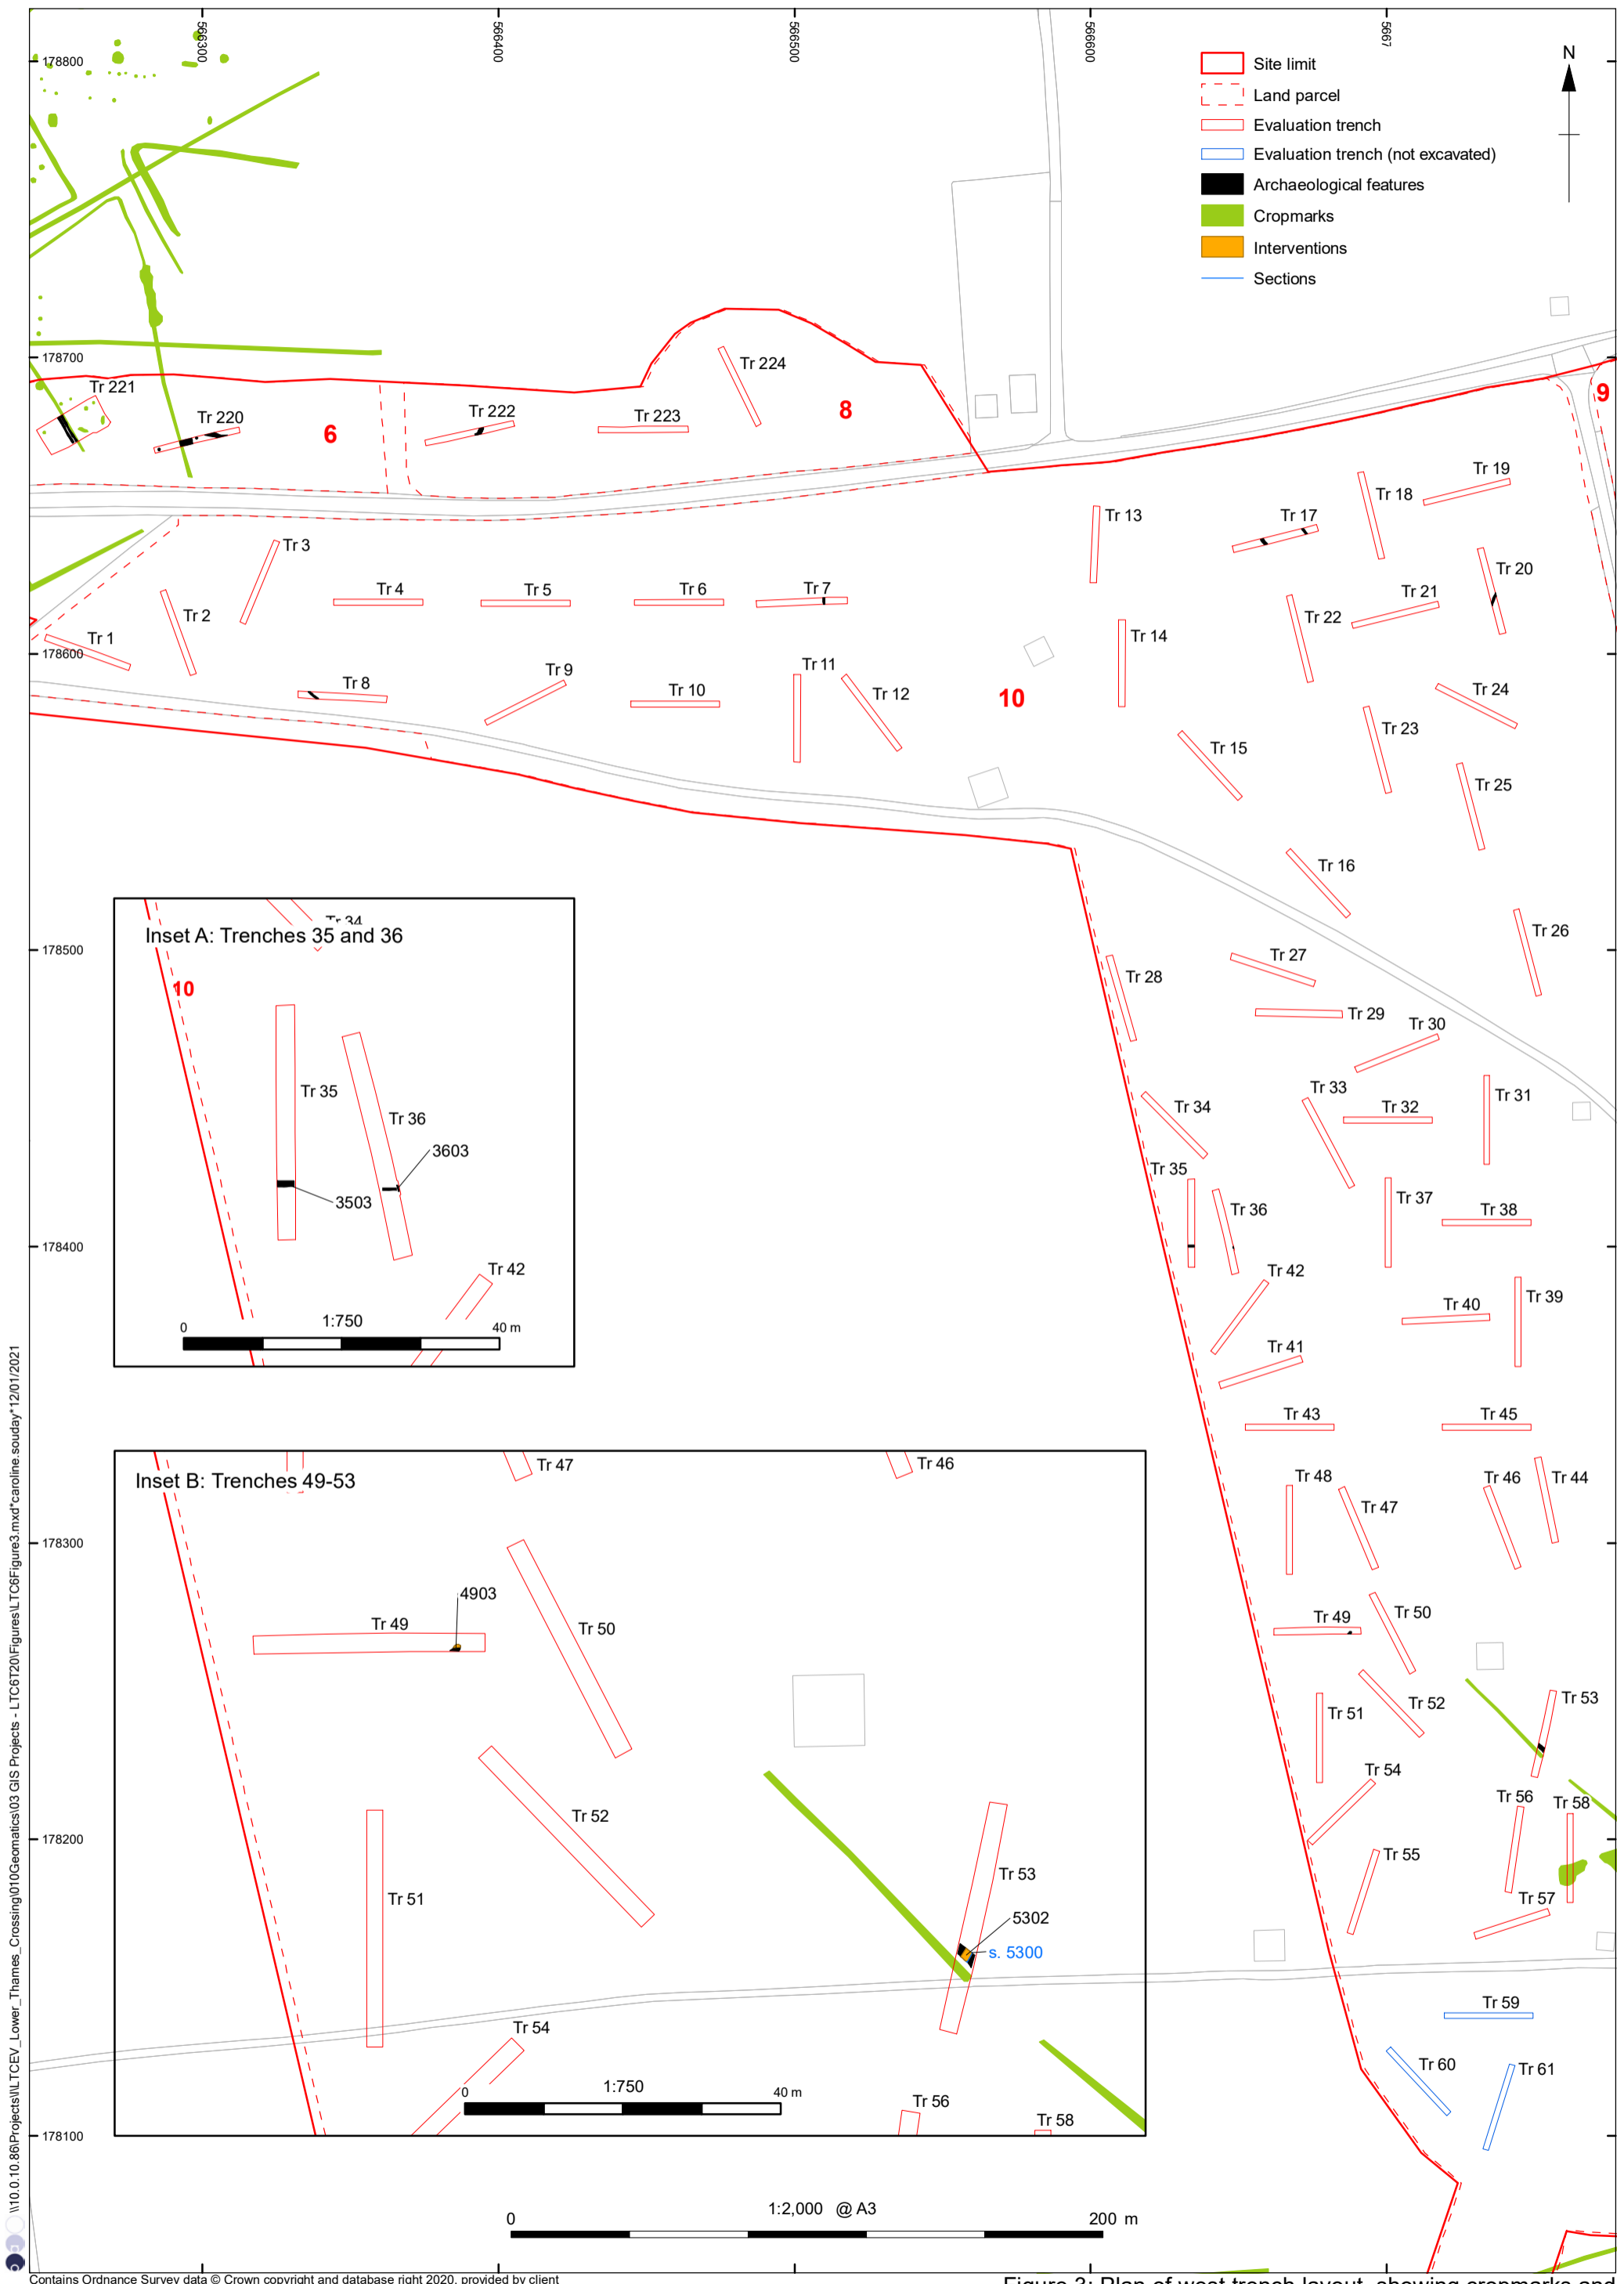 566300
566400
566500
566600
5667
178800
178700
178600
178500
178400
178300
178200
178100
N
Site limit
Land parcel
Evaluation trench
Evaluation trench (not excavated)
Archaeological features
Cropmarks
Interventions
Sections
Tr 221
Tr 220
6
Tr 222
Tr 223
Tr 224
8
9
Tr 1
Tr 2
Tr 3
Tr 4
Tr 5
Tr 6
Tr 7
Tr 8
Tr 9
Tr 10
Tr 11
Tr 12
10
Tr 13
Tr 14
Tr 15
Tr 16
Tr 17
Tr 18
Tr 19
Tr 20
Tr 21
Tr 22
Tr 23
Tr 24
Tr 25
Tr 26
Tr 27
Tr 28
Tr 29
Tr 30
Tr 31
Tr 32
Tr 33
Tr 34
Tr 35
Tr 36
Tr 37
Tr 38
Tr 39
Tr 40
Tr 41
Tr 42
Tr 43
Tr 45
Tr 48
Tr 47
Tr 46
Tr 44
Tr 49
Tr 50
Tr 51
Tr 52
Tr 53
Tr 54
Tr 55
Tr 56
Tr 58
Tr 57
Tr 59
Tr 60
Tr 61
Inset A: Trenches 35 and 36
Tr 34
10
Tr 35
Tr 36
3603
3503
Tr 42
1:750
0
40 m
Inset B: Trenches 49-53
Tr 47
Tr 46
4903
Tr 49
Tr 50
Tr 52
Tr 51
Tr 53
5302
s. 5300
Tr 54
1:750
0
40 m
Tr 56
Tr 58
1:2,000 @ A3
0
200 m
\\10.0.10.86\Projects\l\LTCEV_Lower_Thames_Crossing\010Geomatics\03 GIS Projects - LTC6T20\Figures\LTC6Figure3.mxd*caroline.souday*12/01/2021
Contains Ordnance Survey data © Crown copyright and database right 2020, provided by client
Figure 3: Plan of west trench layout, showing cropmarks and